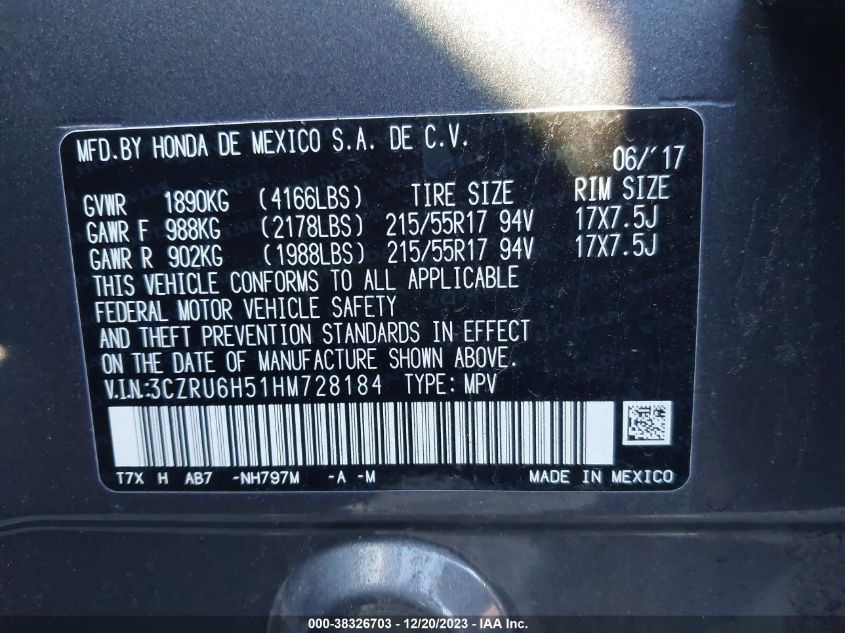 MFD.BY HONDA DE MEXICO S.A. DE C.V.
06/'17
GVWR 1890KG (4166LBS) TIRE SIZE RIM SIZE
GAWR F 988KG (2178LBS) 215/55R17 94V 17X7.5J
GAWR R 902KG (1988LBS) 215/55R17 94V 17X7.5J
THIS VEHICLE CONFORMS TO ALL APPLICABLE
FEDERAL MOTOR VEHICLE SAFETY
AND THEFT PREVENTION STANDARDS IN EFFECT
ON THE DATE OF MANUFACTURE SHOWN ABOVE.
V.I.N:3CZRU6H51HM728184 TYPE: MPV
T7X H AB7 -NH797M -A -M MADE IN MEXICO
000-38326703 - 12/20/2023 - IAA Inc.